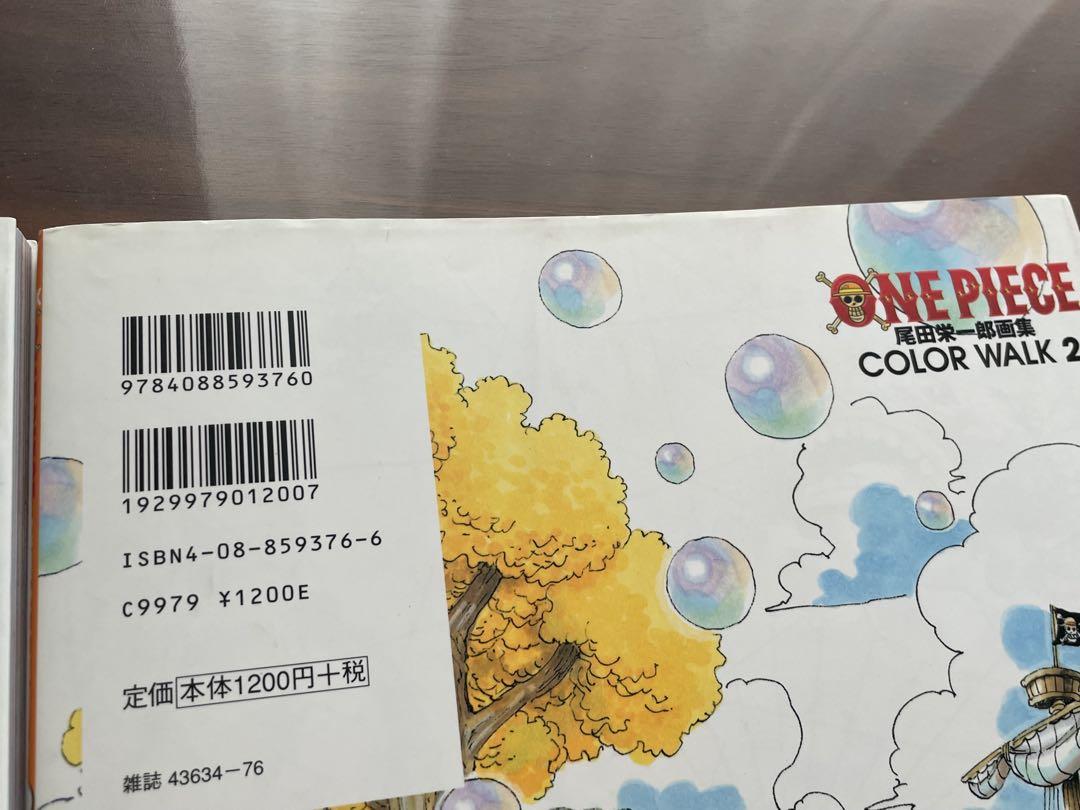 9784088593760
1929979012007
ISBN4-08-859376-6
C9979 ¥1200E
定価 本体1200円+税
雑誌 43634-76
ONE PIECE
尾田栄一郎画集
COLOR WALK 2